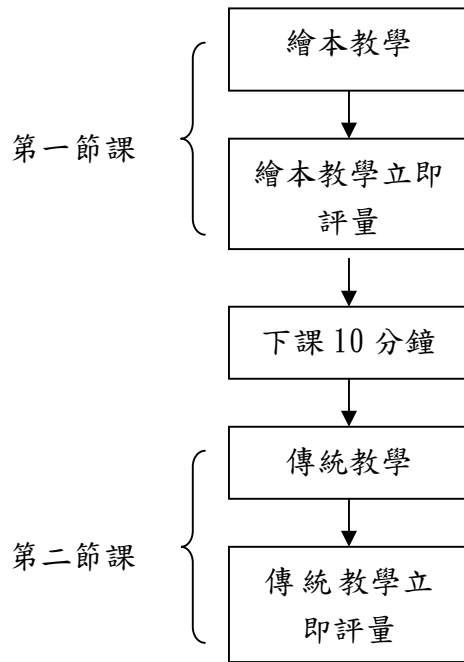 繪本教學
第一節課
繪本教學立即
評量
下課 10 分鐘
傳統教學
第二節課
傳統教學立
即評量